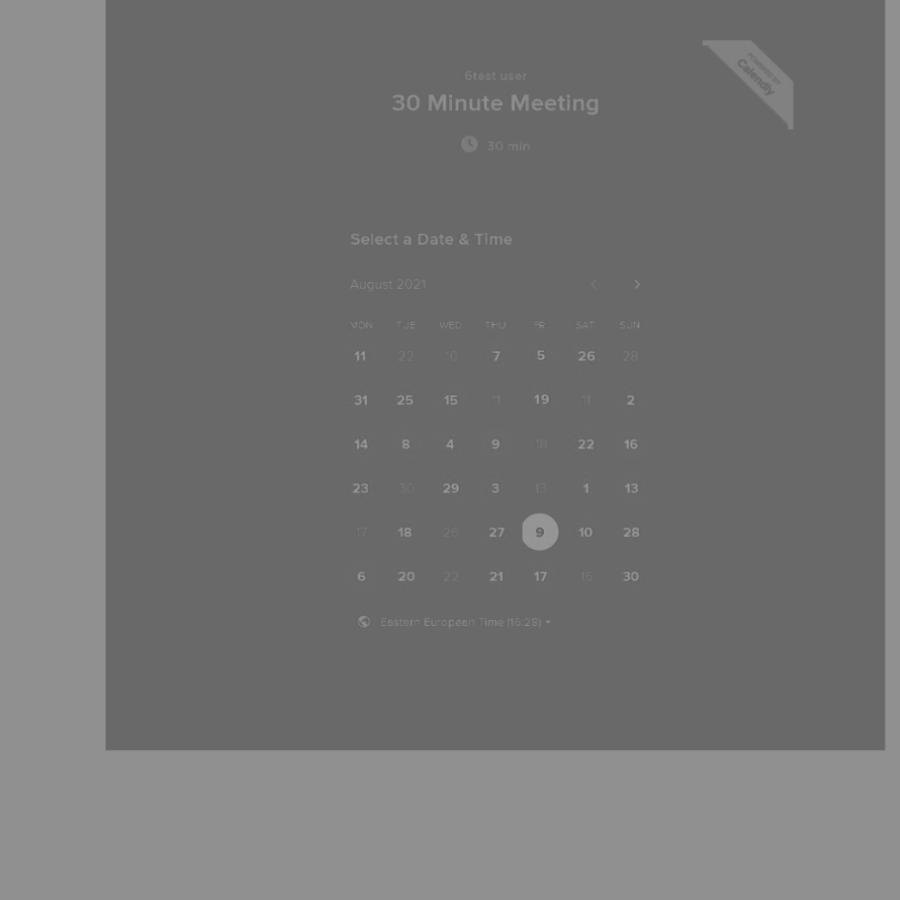 6test user
POWERED BY
Calendly
30 Minute Meeting
30 min
Select a Date & Time
August 2021
MON TUE WED THU FRI SAT SUN
11 22 10 7 5 26 28
31 25 15 11 19 11 2
14 8 4 9 18 22 16
23 30 29 3 13 1 13
17 18 26 27 9 10 28
6 20 22 21 17 16 30
Eastern European Time (16:28)